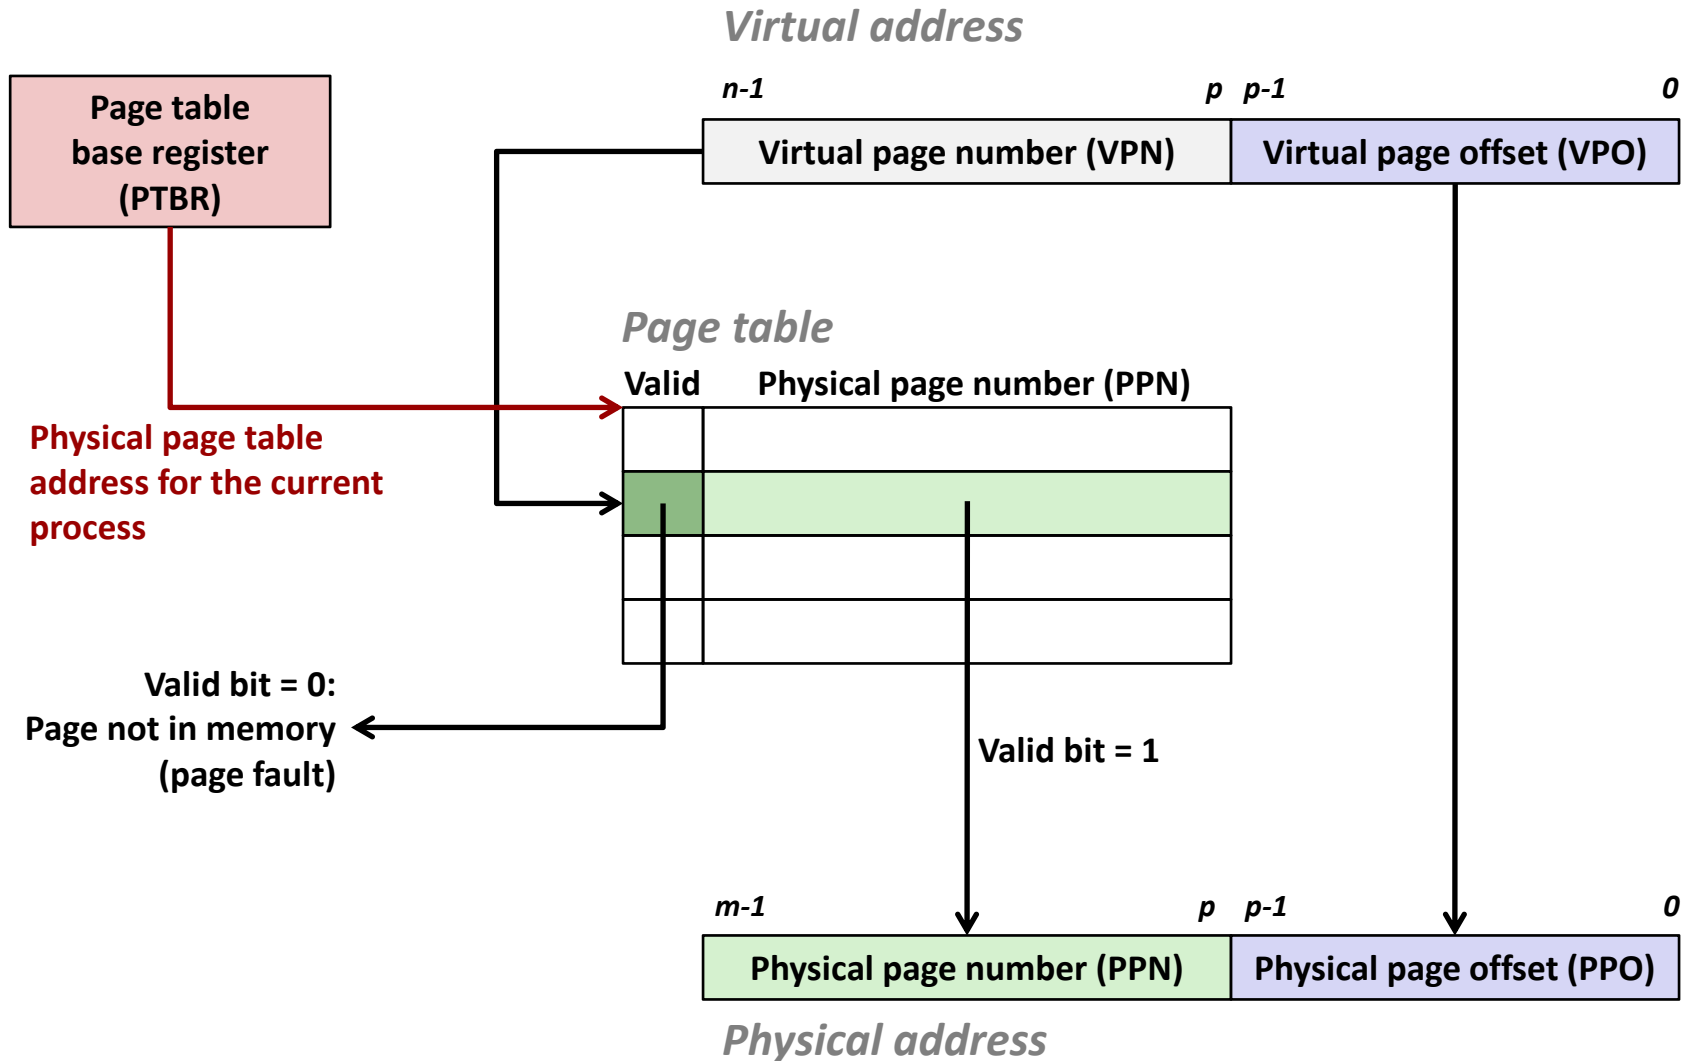 Virtual address
n-1 p p-1 0
Page table
base register
(PTBR)
Virtual page number (VPN) Virtual page offset (VPO)
Page table
Valid Physical page number (PPN)
Physical page table
address for the current
process
Valid bit = 0:
Page not in memory
(page fault)
Valid bit = 1
m-1 p p-1 0
Physical page number (PPN) Physical page offset (PPO)
Physical address